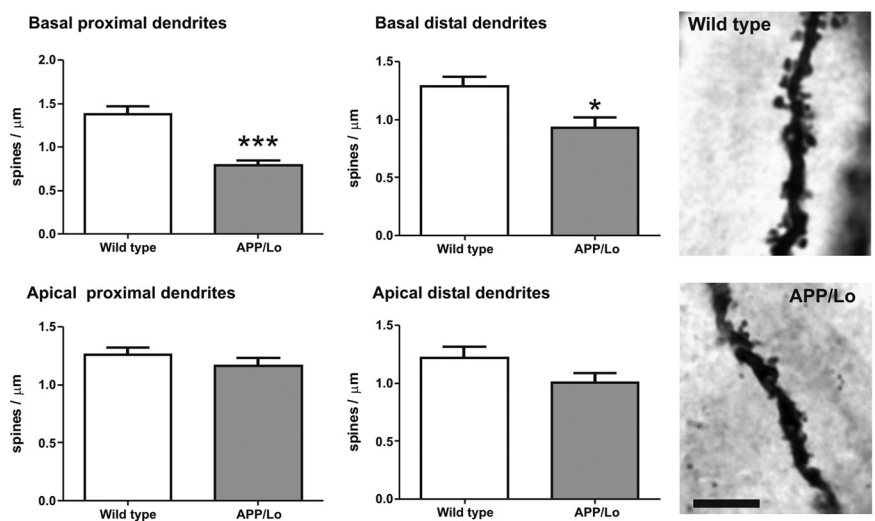 Basal proximal dendrites
spines / μm
2.0
1.5
1.0
0.5
0.0
***
Wild type
APP/Lo
Basal distal dendrites
spines / μm
1.5
1.0
0.5
0.0
*
Wild type
APP/Lo
Wild type
Apical  proximal dendrites
spines / μm
1.5
1.0
0.5
0.0
Wild type
APP/Lo
Apical distal dendrites
spines / μm
1.5
1.0
0.5
0.0
Wild type
APP/Lo
APP/Lo